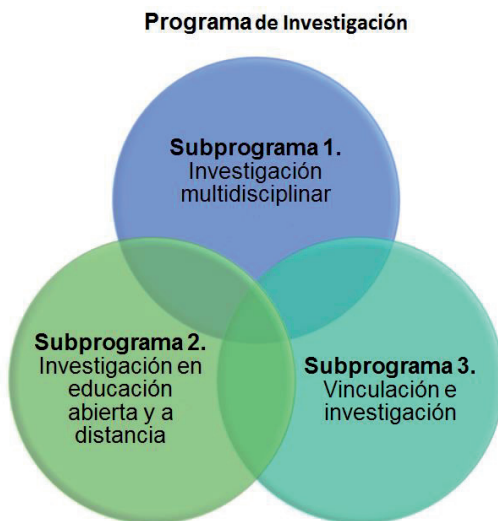 Programa de Investigación
Subprograma 1.
Investigación
multidisciplinar
Subprograma 2.
Investigación en
educación
abierta y a
distancia
Subprograma 3.
Vinculación e
investigación